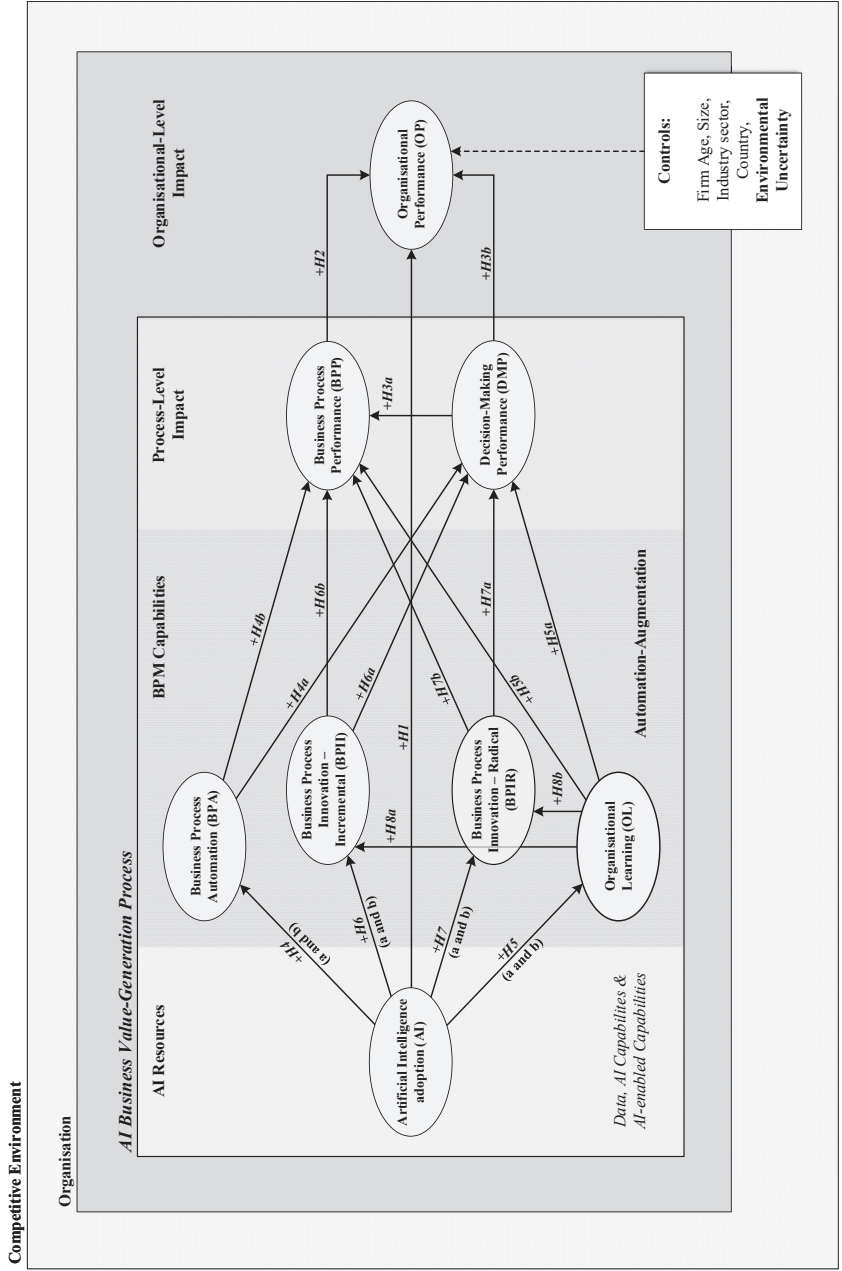 Competitive Environment
Organisation
AI Business Value-Generation Process
AI Resources
BPM Capabilities
Process-Level
Impact
Organisational-Level
Impact
Business Process
Automation (BPA)
Business Process
Innovation –
Incremental (BPII)
Business Process
Innovation – Radical
(BPIR)
Organisational
Learning (OL)
Artificial Intelligence
adoption (AI)
Business Process
Performance (BPP)
Decision-Making
Performance (DMP)
Organisational
Performance (OP)
+H4
(a and b)
+H6
(a and b)
+H7
(a and b)
+H5
(a and b)
+H4b
+H4a
+H6b
+H6a
+H1
+H7b
+H7a
+H5b
+H5a
+H8a
+H8b
+H3a
+H2
+H3b
Data, AI Capabilites &
AI-enabled Capabilities
Automation-Augmentation
Controls:
Firm Age, Size,
Industry sector,
Country,
Environmental
Uncertainty